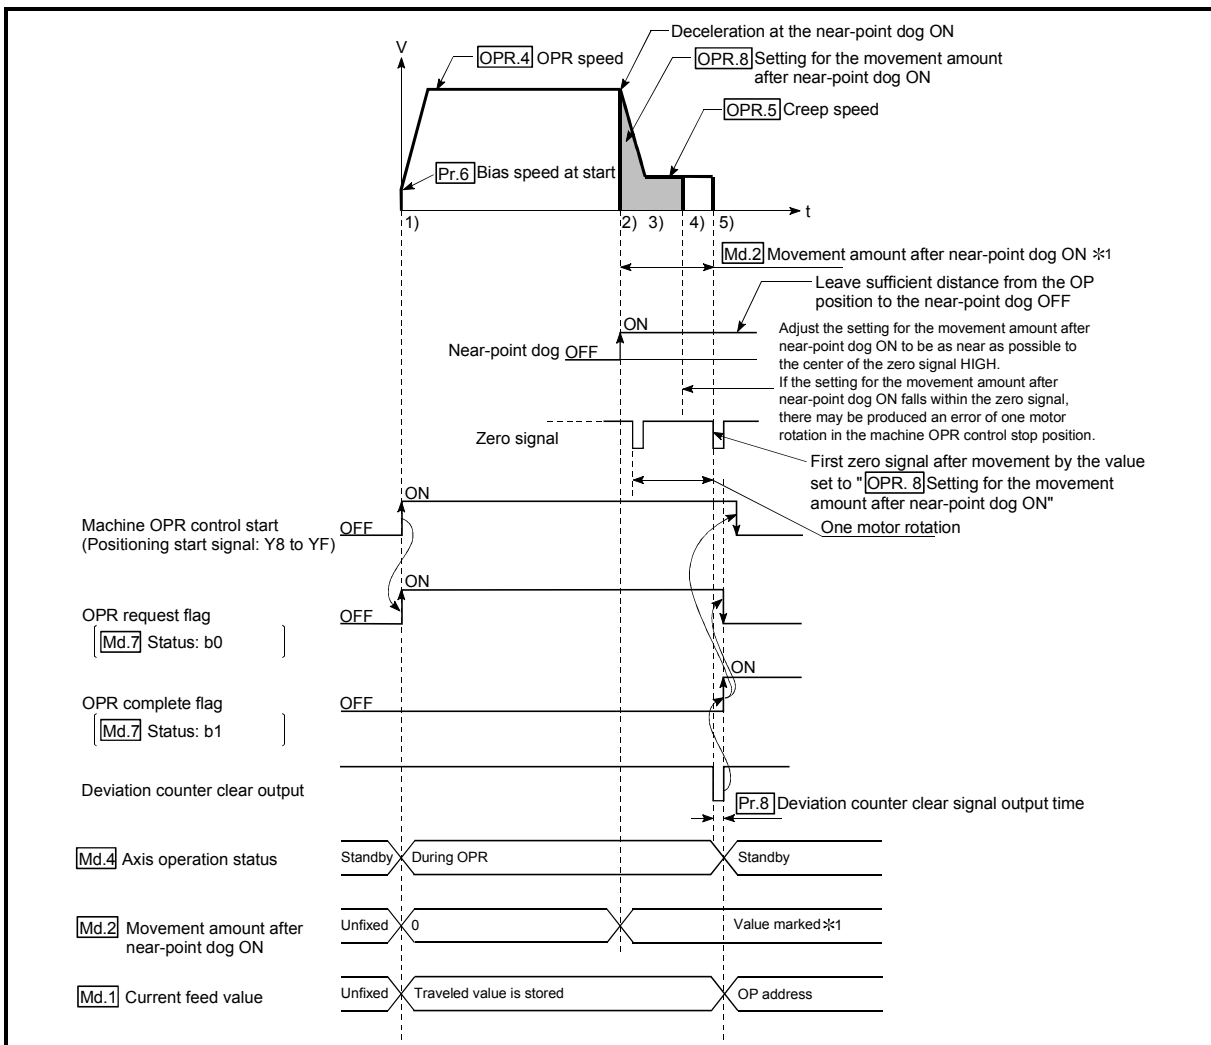 Deceleration at the near-point dog ON
V
OPR.4 OPR speed
OPR.8 Setting for the movement amount
after near-point dog ON
OPR.5 Creep speed
Pr.6 Bias speed at start
t
1) 2) 3) 4) 5)
Md.2 Movement amount after near-point dog ON *1
Leave sufficient distance from the OP
position to the near-point dog OFF
ON
Near-point dog OFF
Adjust the setting for the movement amount after
near-point dog ON to be as near as possible to
the center of the zero signal HIGH.
If the setting for the movement amount after
near-point dog ON falls within the zero signal,
there may be produced an error of one motor
rotation in the machine OPR control stop position.
Zero signal
First zero signal after movement by the value
set to " OPR. 8 Setting for the movement
amount after near-point dog ON"
One motor rotation
ON
Machine OPR control start
(Positioning start signal: Y8 to YF)
OFF
ON
OPR request flag
OFF
Md.7 Status: b0
ON
OPR complete flag
OFF
Md.7 Status: b1
Deviation counter clear output
Pr.8 Deviation counter clear signal output time
Md.4 Axis operation status
Standby During OPR Standby
Md.2 Movement amount after
near-point dog ON
Unfixed 0 Value marked *1
Md.1 Current feed value
Unfixed Traveled value is stored OP address